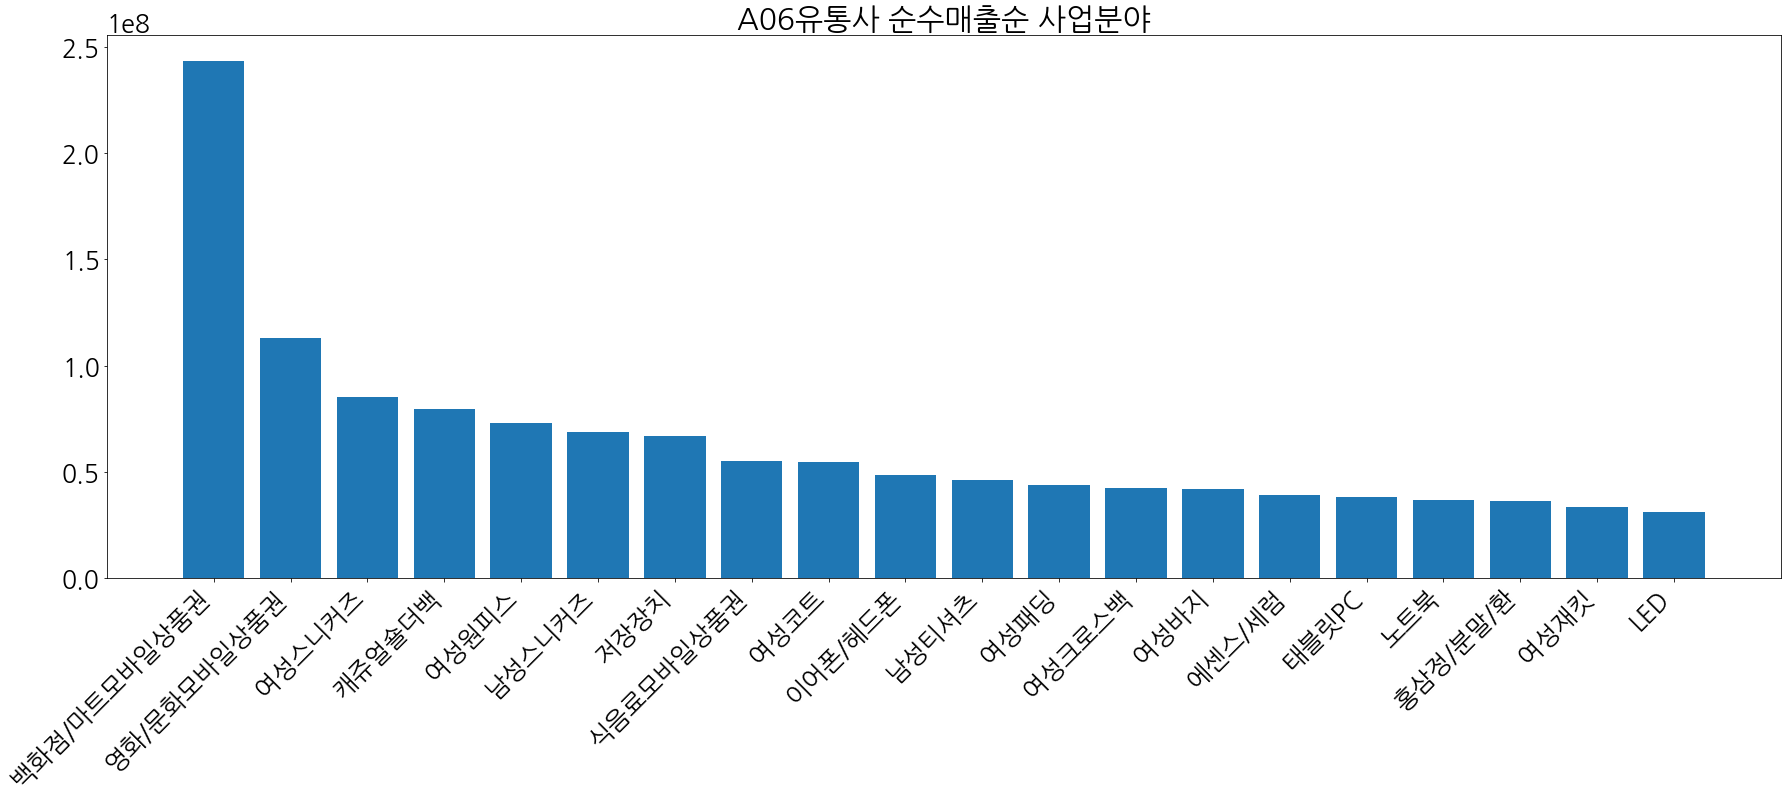 A06유통사 순수매출순 사업분야
1e8
2.5
2.0
1.5
1.0
0.5
0.0
백화점/마트모바일상품권
영화/문화모바일상품권
여성스니커즈
캐쥬얼숄더백
여성원피스
남성스니커즈
저장장치
식음료모바일상품권
여성코트
이어폰/헤드폰
남성티셔츠
여성패딩
여성크로스백
여성바지
에센스/세럼
태블릿PC
노트북
홍삼정/분말/환
여성재킷
LED